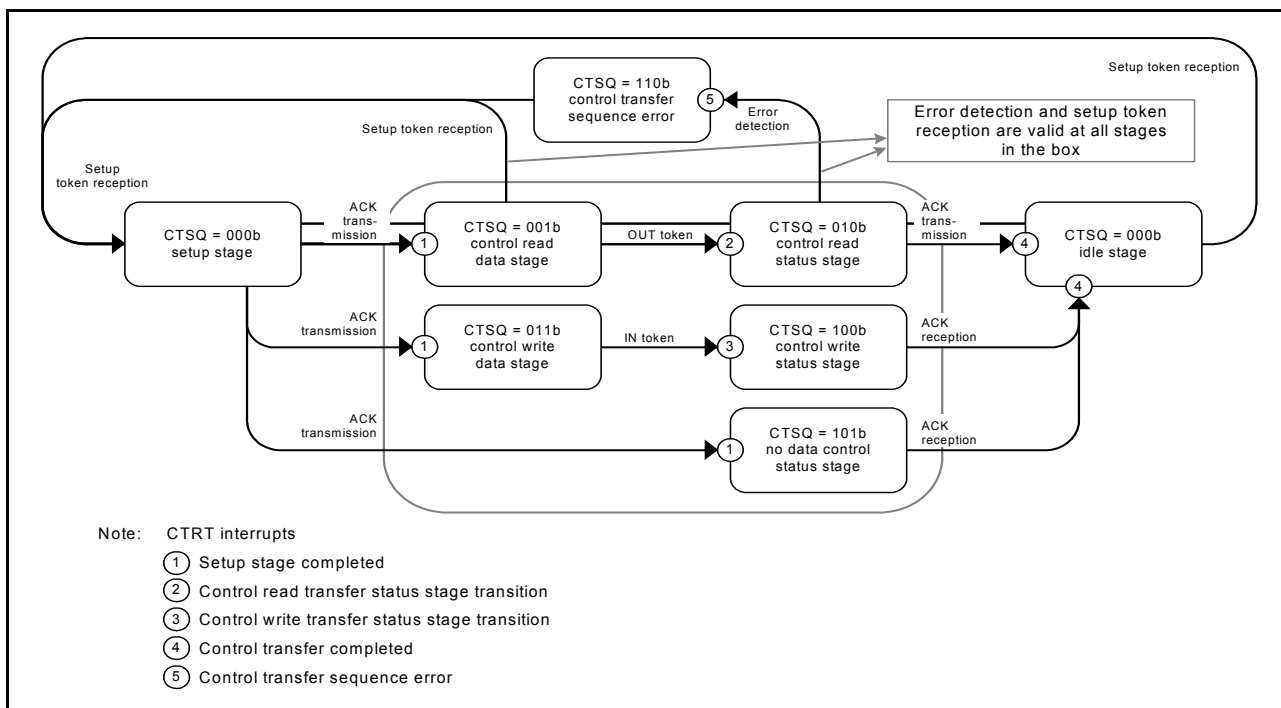 Setup token reception
CTSQ = 110b
control transfer
sequence error
5
Error
detection
Setup token reception
Error detection and setup token
reception are valid at all stages
in the box
Setup
token reception
CTSQ = 000b
setup stage
ACK
trans-
mission
1
CTSQ = 001b
control read
data stage
OUT token
2
CTSQ = 010b
control read
status stage
ACK
trans-
mission
4
CTSQ = 000b
idle stage
4
ACK
transmission
1
CTSQ = 011b
control write
data stage
IN token
3
CTSQ = 100b
control write
status stage
ACK
reception
ACK
transmission
1
CTSQ = 101b
no data control
status stage
ACK
reception
Note: CTRT interrupts
1 Setup stage completed
2 Control read transfer status stage transition
3 Control write transfer status stage transition
4 Control transfer completed
5 Control transfer sequence error